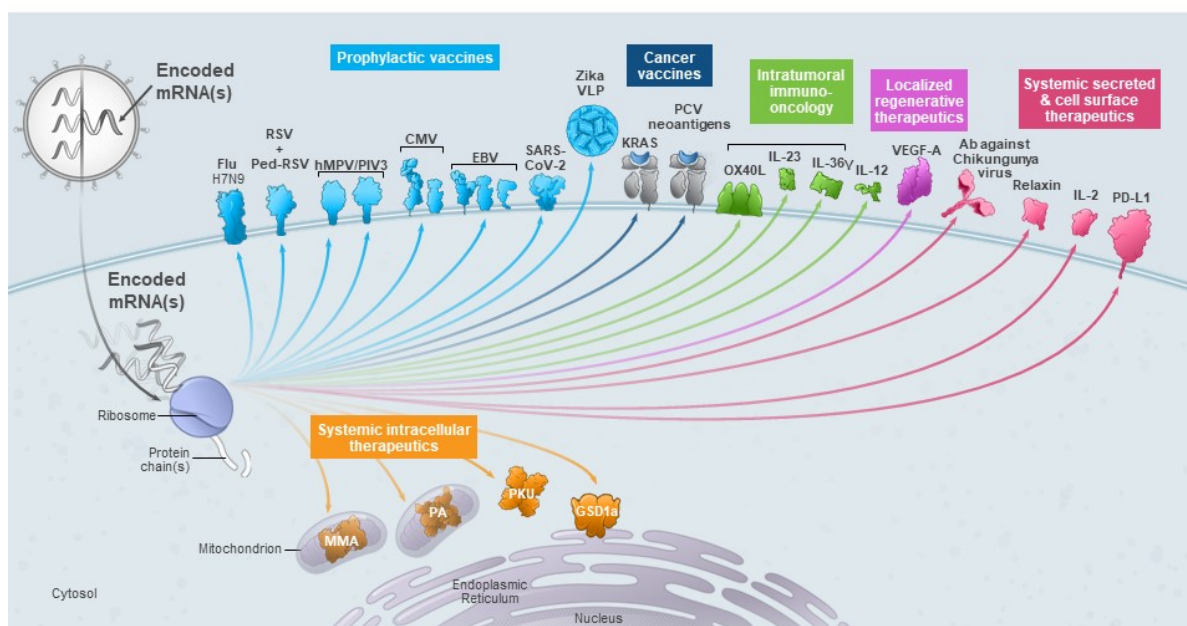 Encoded
mRNA(s)
Prophylactic vaccines
Cancer
vaccines
Intratumoral
immuno-
oncology
Localized
regenerative
therapeutics
Systemic secreted
& cell surface
therapeutics
Flu
H7N9
RSV
+
Ped-RSV
hMPV/PIV3
CMV
EBV
SARS-
CoV-2
Zika
VLP
KRAS
PCV
neoantigens
OX40L
IL-23
IL-36γ
IL-12
VEGF-A
Ab against
Chikungunya
virus
Relaxin
IL-2
PD-L1
Encoded
mRNA(s)
Ribosome
Protein
chain(s)
Systemic intracellular
therapeutics
MMA
PA
PKU
GSD1a
Mitochondrion
Endoplasmic
Reticulum
Nucleus
Cytosol